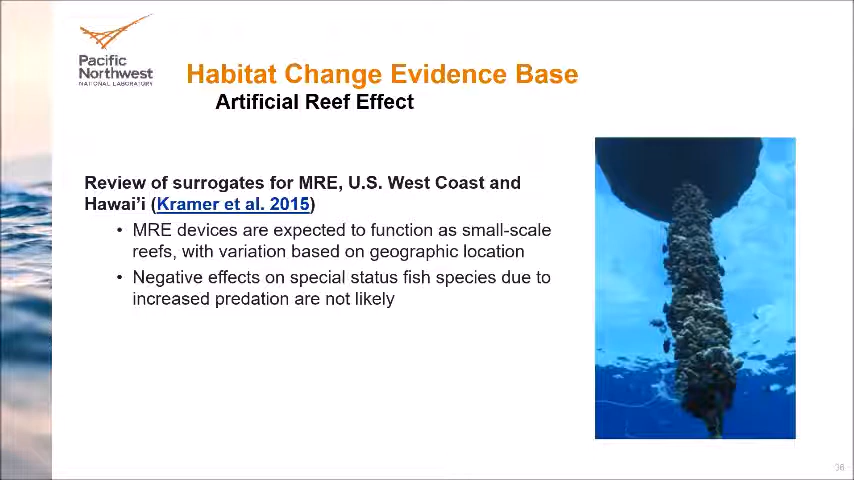 Pacific
Northwest
NATIONAL LABORATORY
Habitat Change Evidence Base
Artificial Reef Effect
Review of surrogates for MRE, U.S. West Coast and
Hawai’i (Kramer et al. 2015)
• MRE devices are expected to function as small-scale
reefs, with variation based on geographic location
• Negative effects on special status fish species due to
increased predation are not likely
36